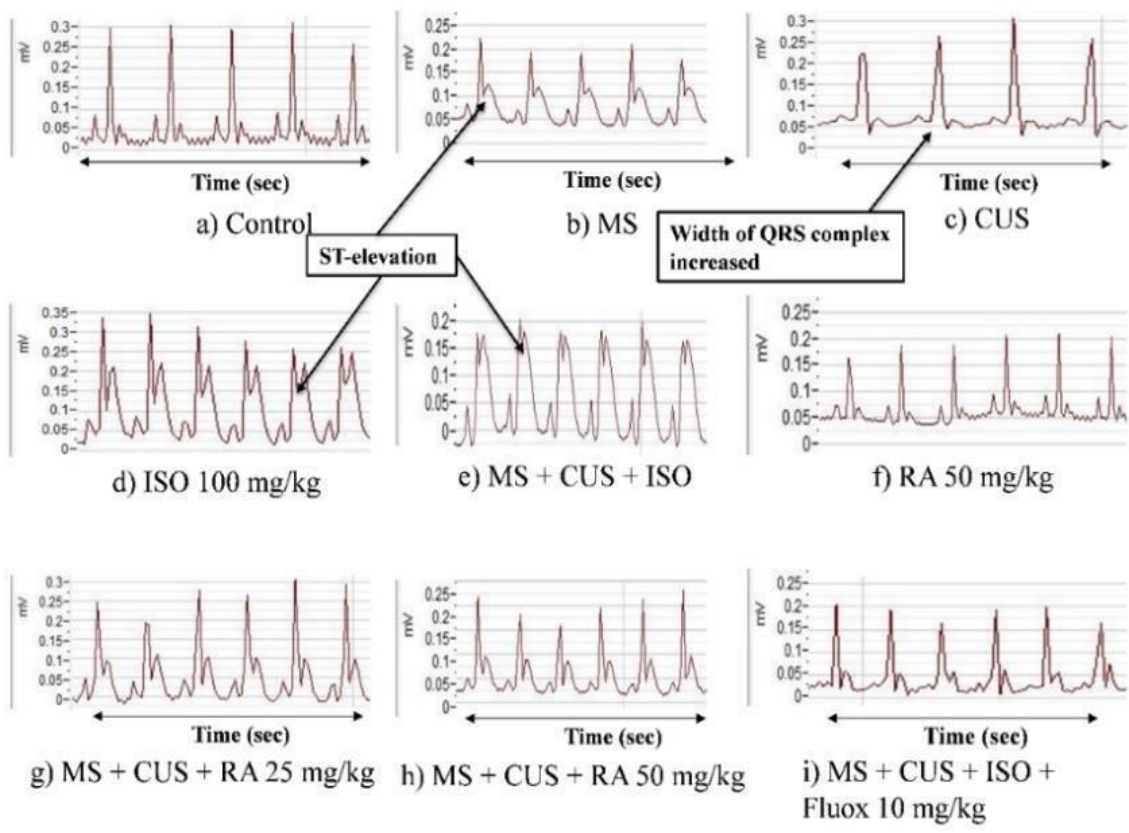 0.3
0.25
0.2
0.15
0.1
0.05
0
mV
Time (sec)
a) Control
0.25
0.2
0.15
0.1
0.05
0
mV
Time (sec)
b) MS
0.3
0.25
0.2
0.15
0.1
0.05
0
mV
Time (sec)
c) CUS
ST-elevation
Width of QRS complex
increased
0.35
0.3
0.25
0.2
0.15
0.1
0.05
0
mV
d) ISO 100 mg/kg
0.2
0.15
0.1
0.05
0
mV
e) MS + CUS + ISO
0.25
0.2
0.15
0.1
0.05
0
mV
f) RA 50 mg/kg
0.3
0.25
0.2
0.15
0.1
0.05
0
mV
Time (sec)
g) MS + CUS + RA 25 mg/kg
0.25
0.2
0.15
0.1
0.05
0
mV
Time (sec)
h) MS + CUS + RA 50 mg/kg
0.25
0.2
0.15
0.1
0.05
0
mV
Time (sec)
i) MS + CUS + ISO +
Fluox 10 mg/kg